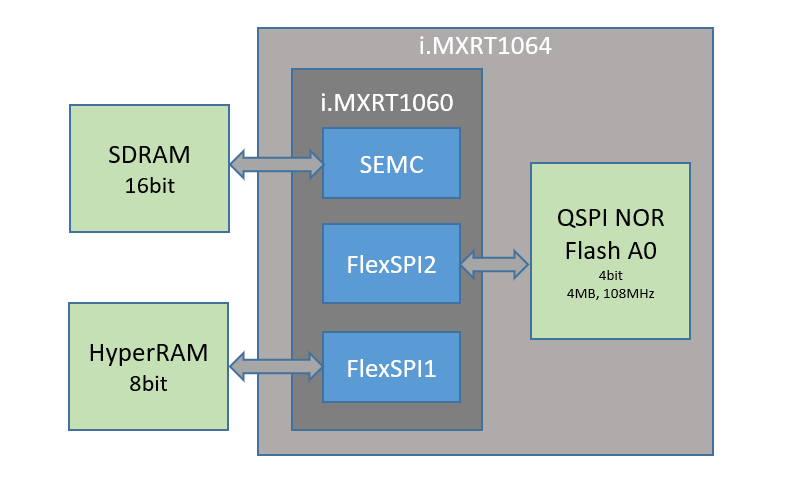 i.MXRT1064
i.MXRT1060
SDRAM
16bit
SEMC
QSPI NOR
Flash A0
4bit
4MB, 108MHz
FlexSPI2
HyperRAM
8bit
FlexSPI1